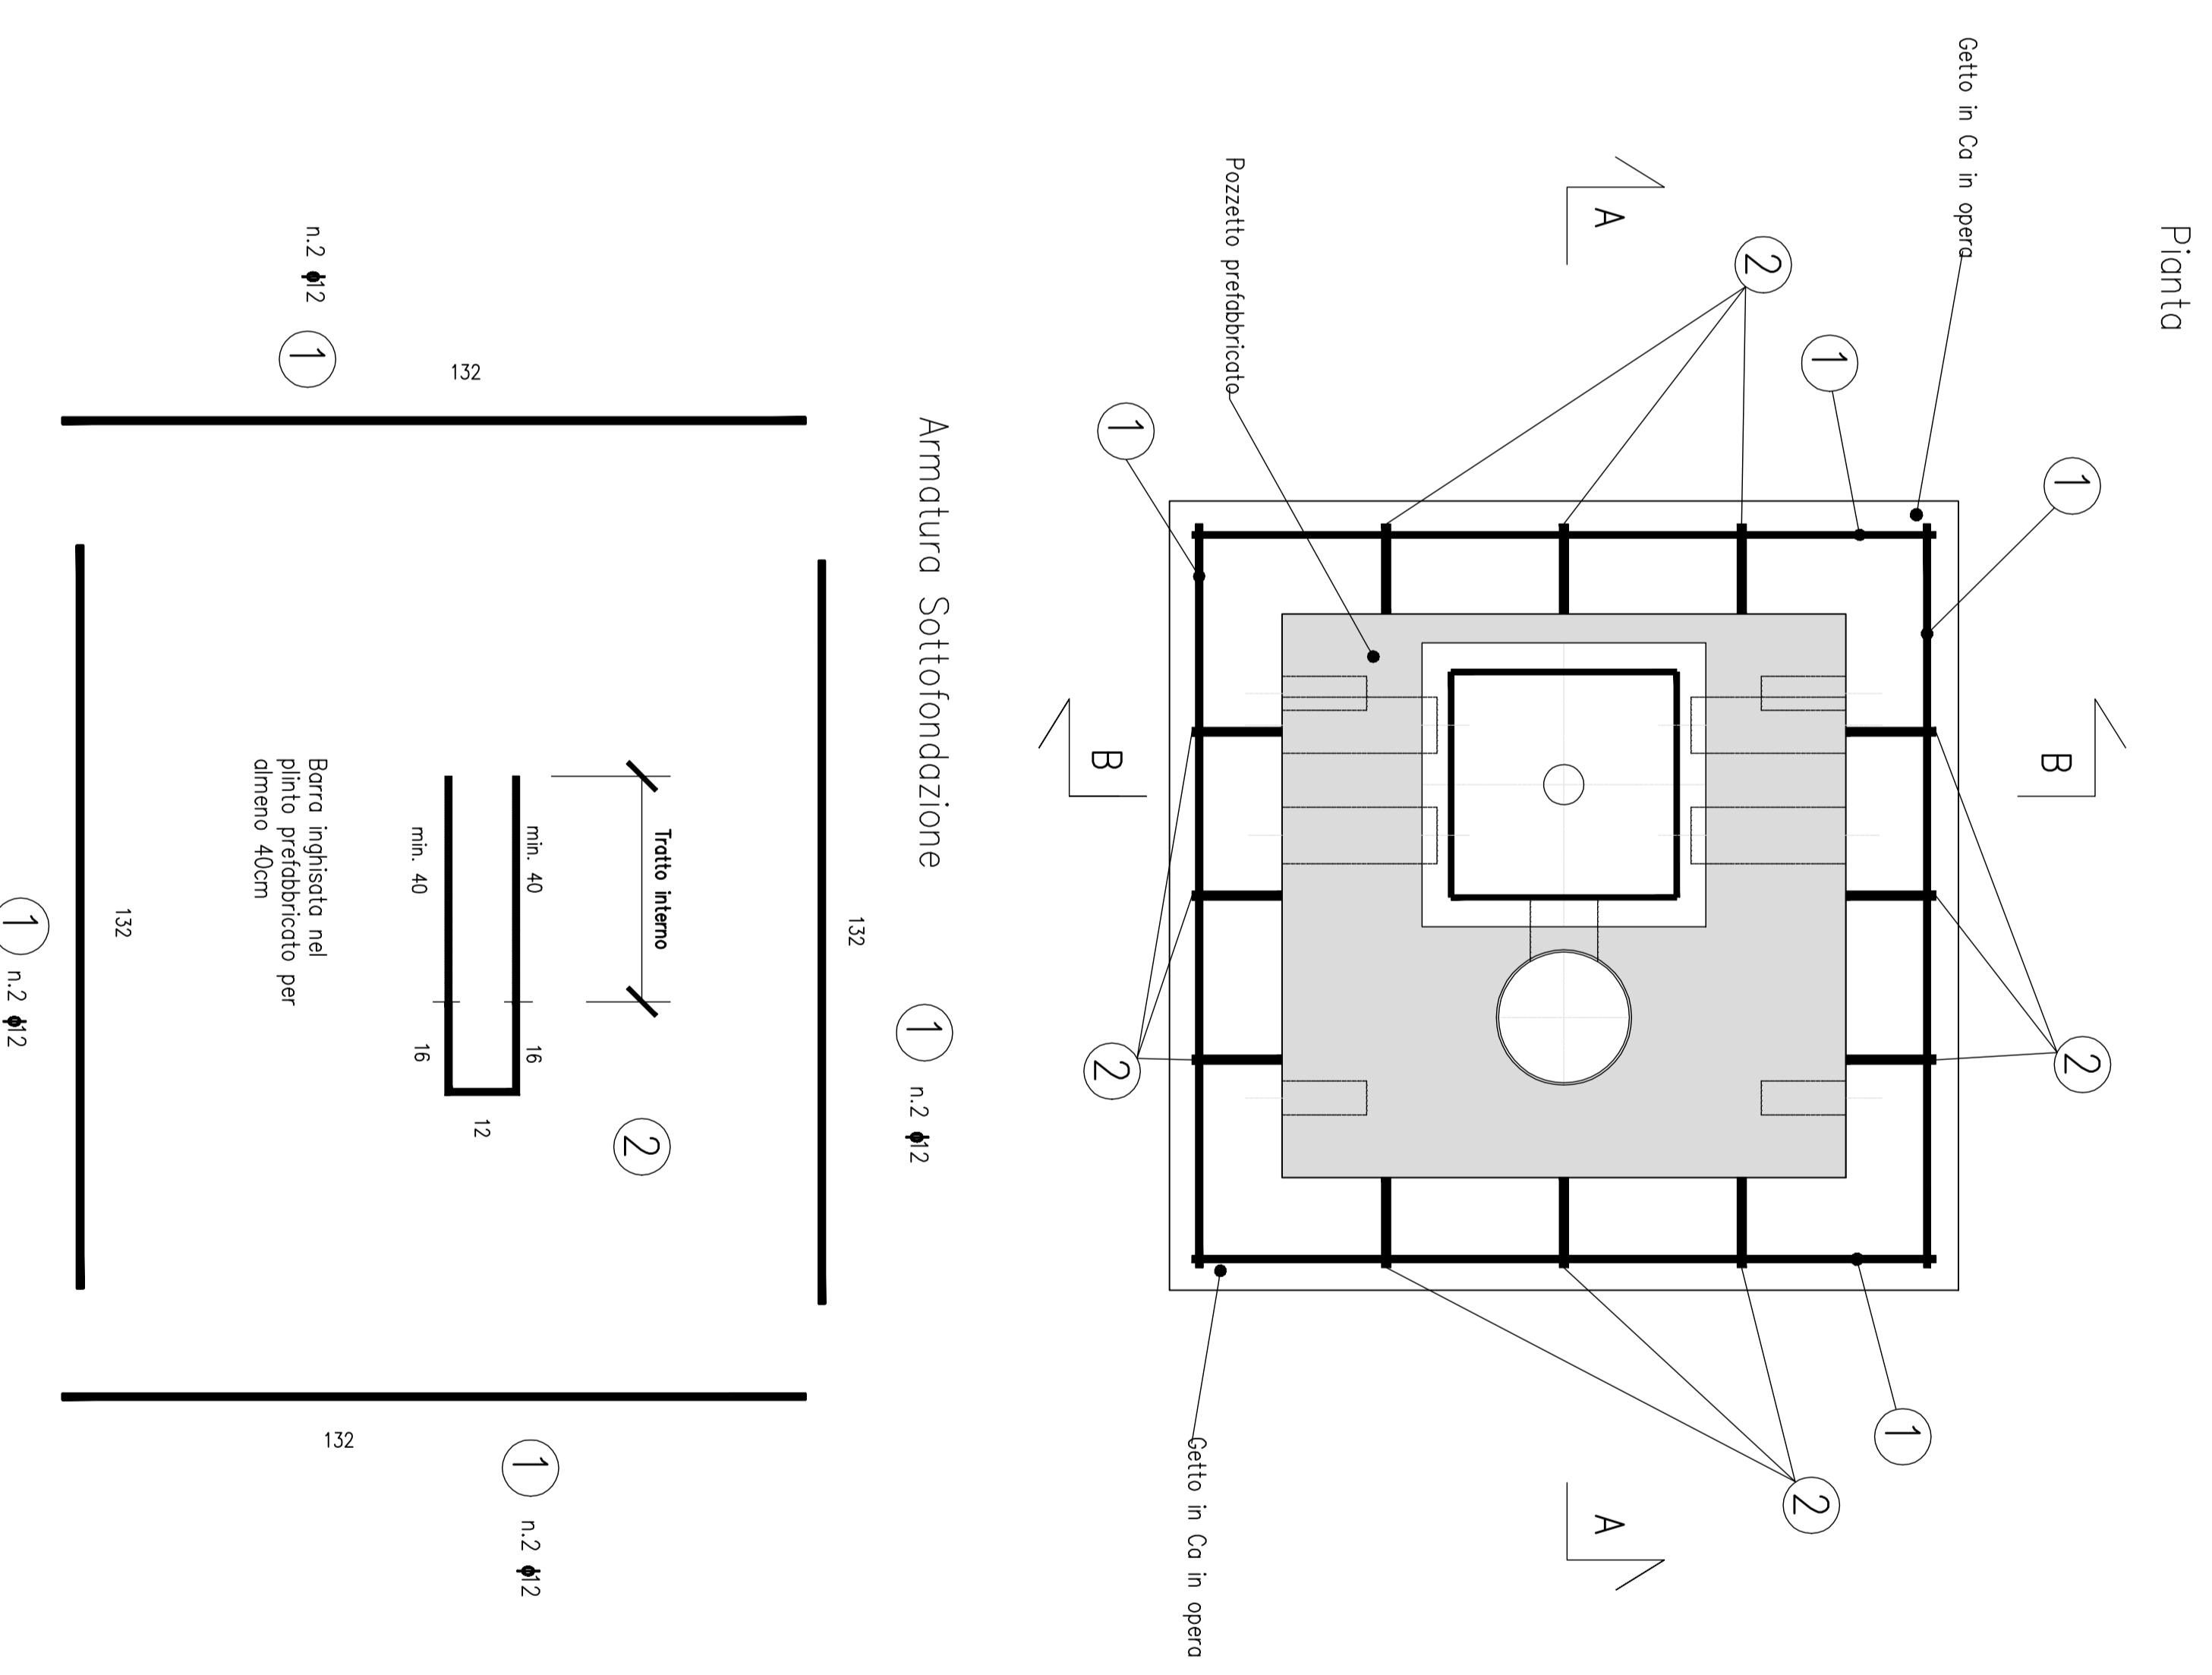 Pianta
Getto in Ca in opera
1
B
B
2
1
1
2
2
A
A
Pozzetto prefabbricato
1
2
Getto in Ca in opera
Armatura Sottofondazione
1
n.2 ϕ12
132
Tratto interno
2
min. 40
16
12
min. 40
16
132
1
n.2 ϕ12
Barra inghisata nel
plinto prefabbricato per
almeno 40cm
132
1
n.2 ϕ12
132
1
n.2 ϕ12